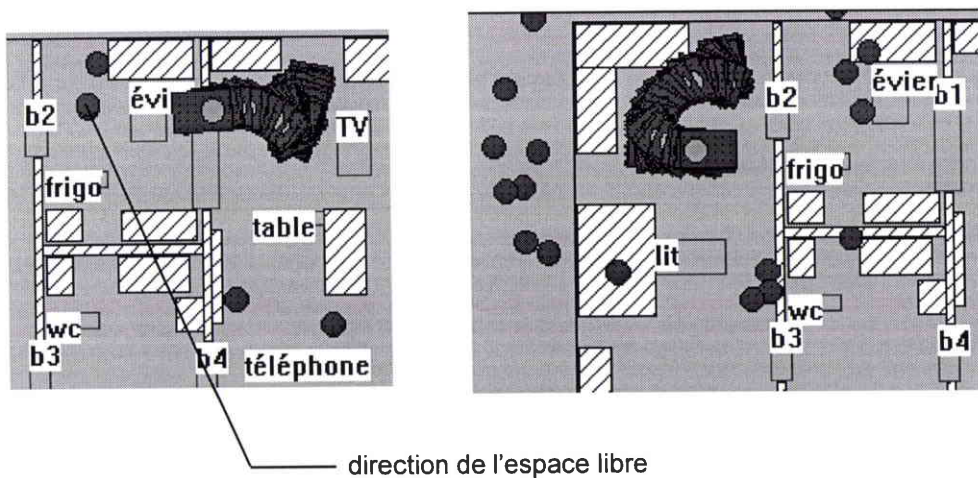 b2
évi
TV
frigo
table
wc
b3
b4
téléphone
b2
évier
b1
frigo
lit
wc
b3
b4
direction de l'espace libre